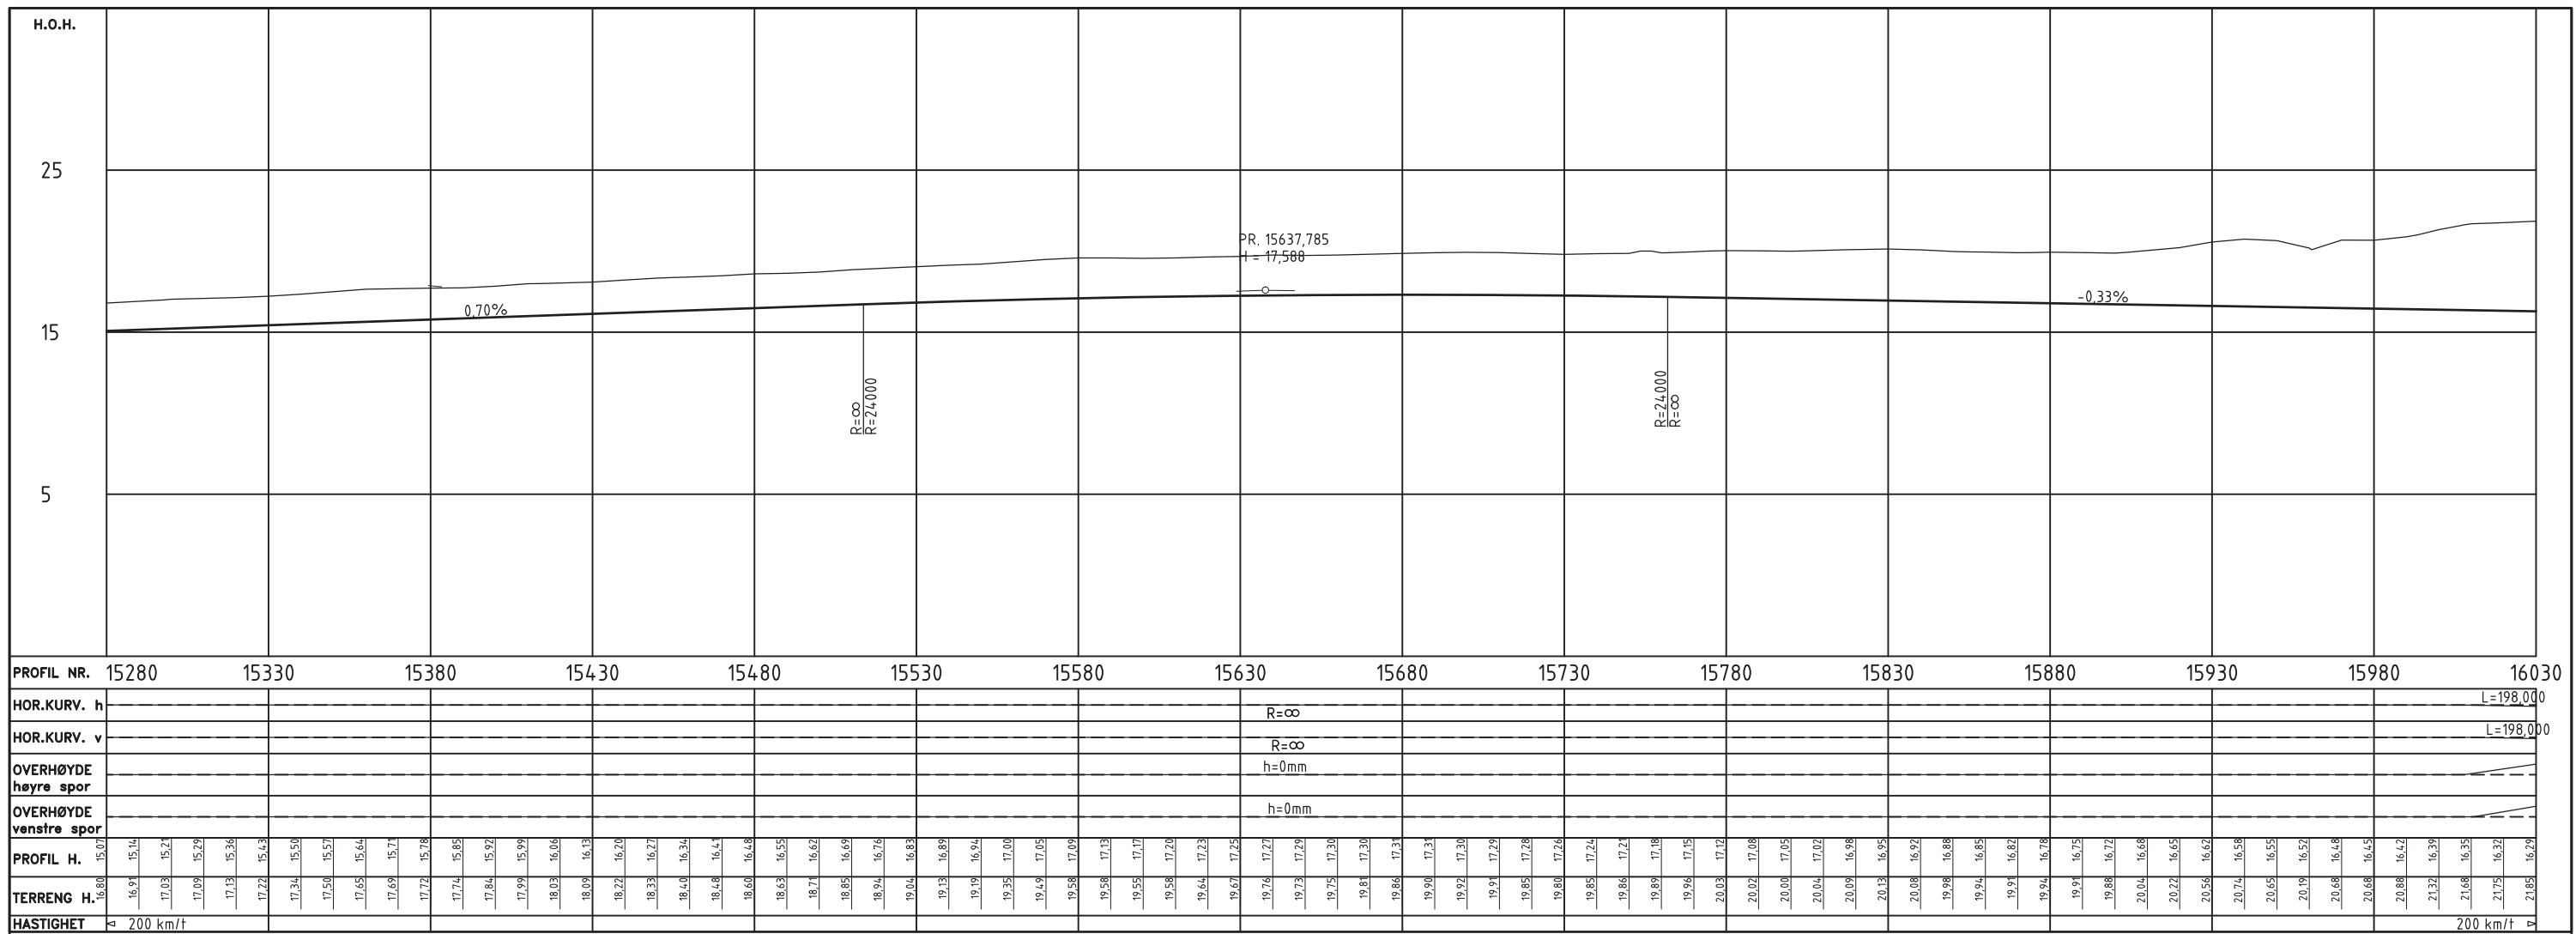 H.O.H.
25
PR. 15637,785
H = 17,588
0,70%
-0,33%
15
R=∞
R=24000
R=24000
R=∞
5
PROFIL NR. 15280 15330 15380 15430 15480 15530 15580 15630 15680 15730 15780 15830 15880 15930 15980 16030
HOR.KURV. h R=∞ L=198,000
HOR.KURV. v R=∞ L=198,000
OVERHØYDE h=0mm
høyre spor
OVERHØYDE h=0mm
venstre spor
PROFIL H. 15,07 15,14 15,21 15,29 15,36 15,43 15,50 15,57 15,64 15,71 15,78 15,85 15,92 15,99 16,06 16,13 16,20 16,27 16,34 16,41 16,48 16,55 16,62 16,69 16,76 16,83 16,89 16,94 17,00 17,05 17,09 17,13 17,17 17,20 17,23 17,25 17,27 17,29 17,30 17,30 17,31 17,31 17,30 17,29 17,28 17,26 17,24 17,21 17,18 17,15 17,12 17,08 17,05 17,02 16,98 16,95 16,92 16,88 16,85 16,82 16,78 16,75 16,72 16,68 16,65 16,62 16,58 16,55 16,52 16,48 16,45 16,42 16,39 16,35 16,32 16,29
TERRENG H. 16,80 16,91 17,03 17,09 17,13 17,22 17,34 17,50 17,65 17,69 17,72 17,74 17,84 17,99 18,03 18,09 18,22 18,33 18,40 18,48 18,60 18,63 18,71 18,85 18,94 19,04 19,13 19,19 19,35 19,49 19,58 19,58 19,55 19,58 19,64 19,67 19,76 19,73 19,75 19,81 19,86 19,90 19,92 19,91 19,85 19,80 19,85 19,86 19,89 19,96 20,03 20,02 20,00 20,04 20,09 20,13 20,08 19,98 19,94 19,91 19,94 19,91 19,88 20,04 20,22 20,56 20,74 20,65 20,19 20,68 20,68 20,88 21,32 21,68 21,75 21,85
HASTIGHET 200 km/t 200 km/t